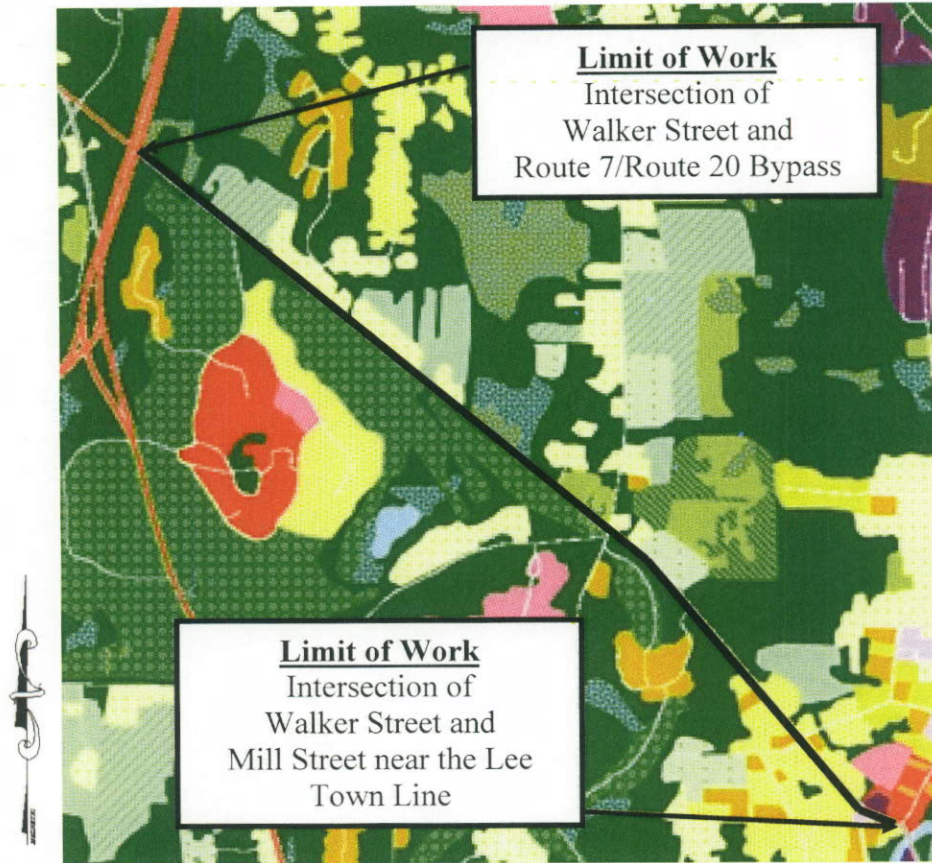 Limit of Work
Intersection of
Walker Street and
Route 7/Route 20 Bypass
Limit of Work
Intersection of
Walker Street and
Mill Street near the Lee
Town Line